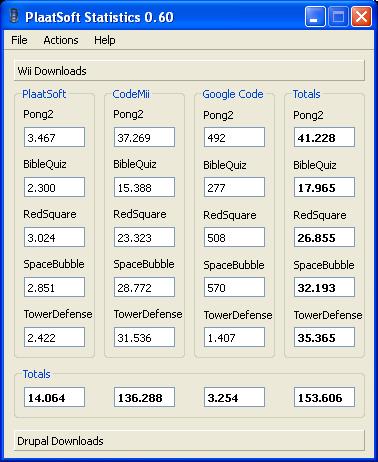 PlaatSoft Statistics 0.60
File Actions Help
Wii Downloads
PlaatSoft CodeMii Google Code Totals
Pong2 Pong2 Pong2 Pong2
3.467 37.269 492 41.228
BibleQuiz BibleQuiz BibleQuiz BibleQuiz
2.300 15.388 277 17.965
RedSquare RedSquare RedSquare RedSquare
3.024 23.323 508 26.855
SpaceBubble SpaceBubble SpaceBubble SpaceBubble
2.851 28.772 570 32.193
TowerDefense TowerDefense TowerDefense TowerDefense
2.422 31.536 1.407 35.365
Totals
14.064 136.288 3.254 153.606
Drupal Downloads